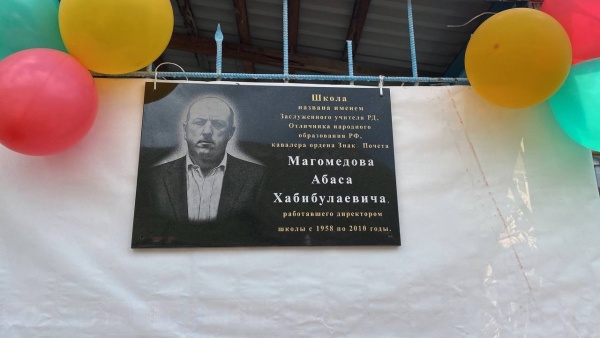 Школа
названа именем
Заслуженного учителя РД,
Отличника народного
образования РФ,
кавалера ордена Знак Почета
Магомедова
Абаса
Хабибулаевича,
работавшего директором
школы с 1958 по 2010 годы.